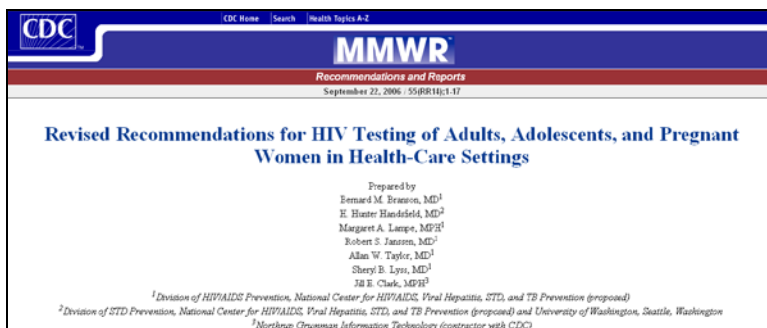 CDC
CDC Home Search Health Topics A-Z
MMWR
Recommendations and Reports
September 22, 2006 / 55(RR14);1-17
Revised Recommendations for HIV Testing of Adults, Adolescents, and Pregnant
Women in Health-Care Settings
Prepared by
Bernard M. Branson, MD1
H. Hunter Handsfield, MD2
Margaret A. Lampe, MPH1
Robert S. Janssen, MD1
Allan W. Taylor, MD1
Sheryl B. Lyss, MD1
Jill E. Clark, MPH3
1Division of HIV/AIDS Prevention, National Center for HIV/AIDS, Viral Hepatitis, STD, and TB Prevention (proposed)
2Division of STD Prevention, National Center for HIV/AIDS, Viral Hepatitis, STD, and TB Prevention (proposed) and University of Washington, Seattle, Washington
3Northrup Grumman Information Technology (contractor with CDC)